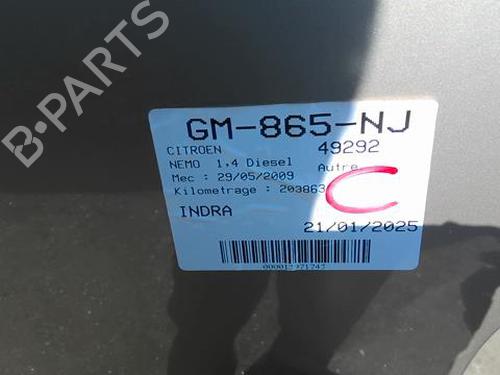 B-PARTS
GM-865-NJ
CITROEN 49292
NEMO 1,4 Diesel Autre
Mec : 29/05/2009
Kilometrage : 203863
C
INDRA
21/01/2025